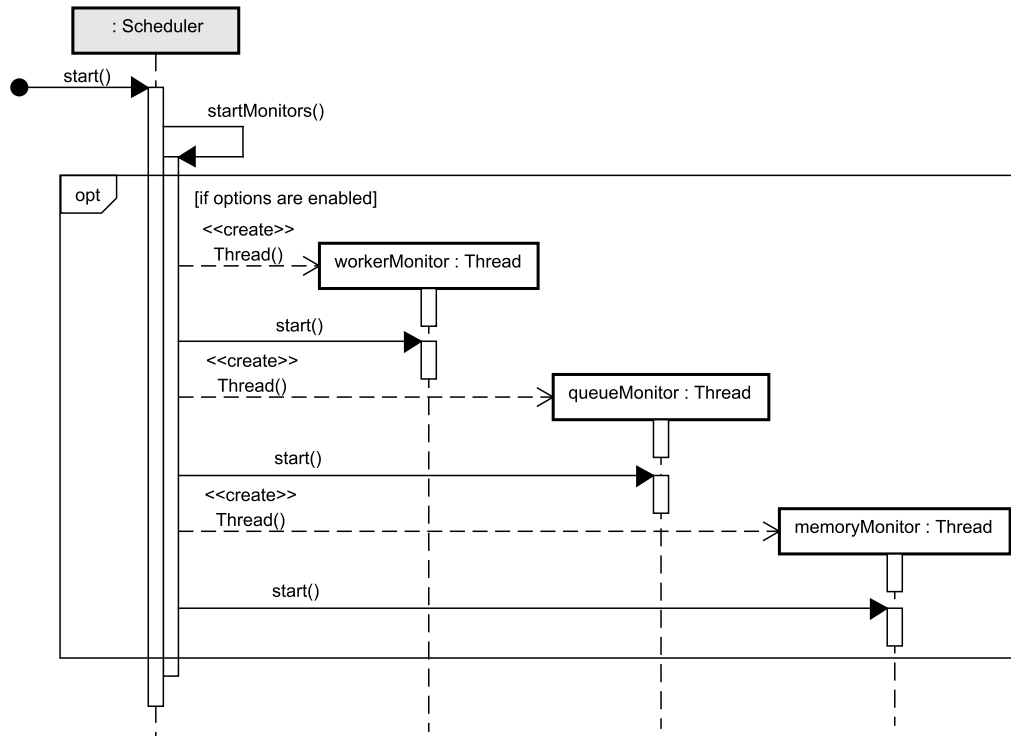 : Scheduler
start()
startMonitors()
opt
[if options are enabled]
<<create>>
Thread()
workerMonitor : Thread
start()
<<create>>
Thread()
queueMonitor : Thread
start()
<<create>>
Thread()
memoryMonitor : Thread
start()